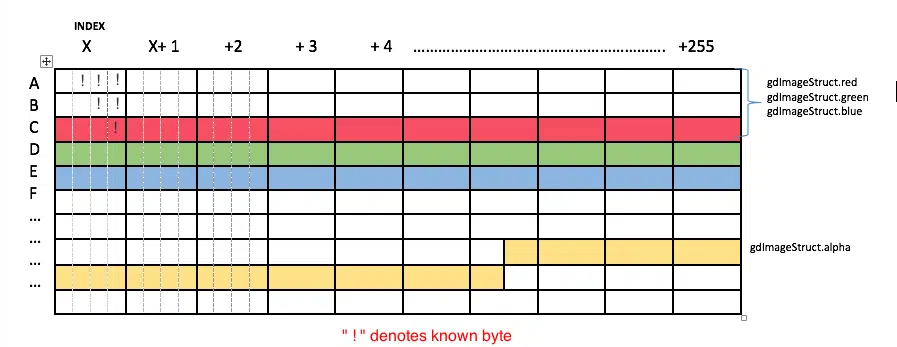 INDEX
X X+ 1 +2 + 3 + 4 ........................................................ +255
A ! ! !
gdImageStruct.red
B ! !
gdImageStruct.green
gdImageStruct.blue
C !
D
E
F
...
...
... gdImageStruct.alpha
...
" ! " denotes known byte